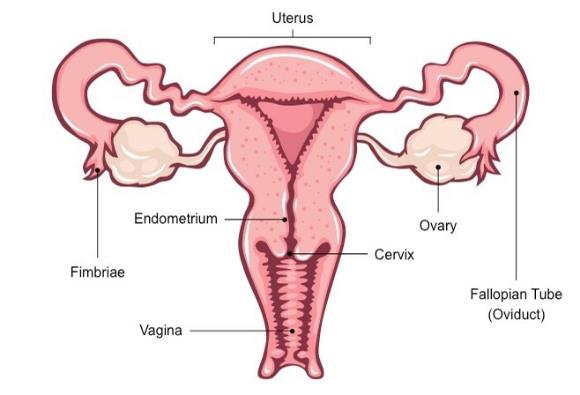 Uterus
Endometrium
Ovary
Cervix
Fimbriae
Fallopian Tube
(Oviduct)
Vagina